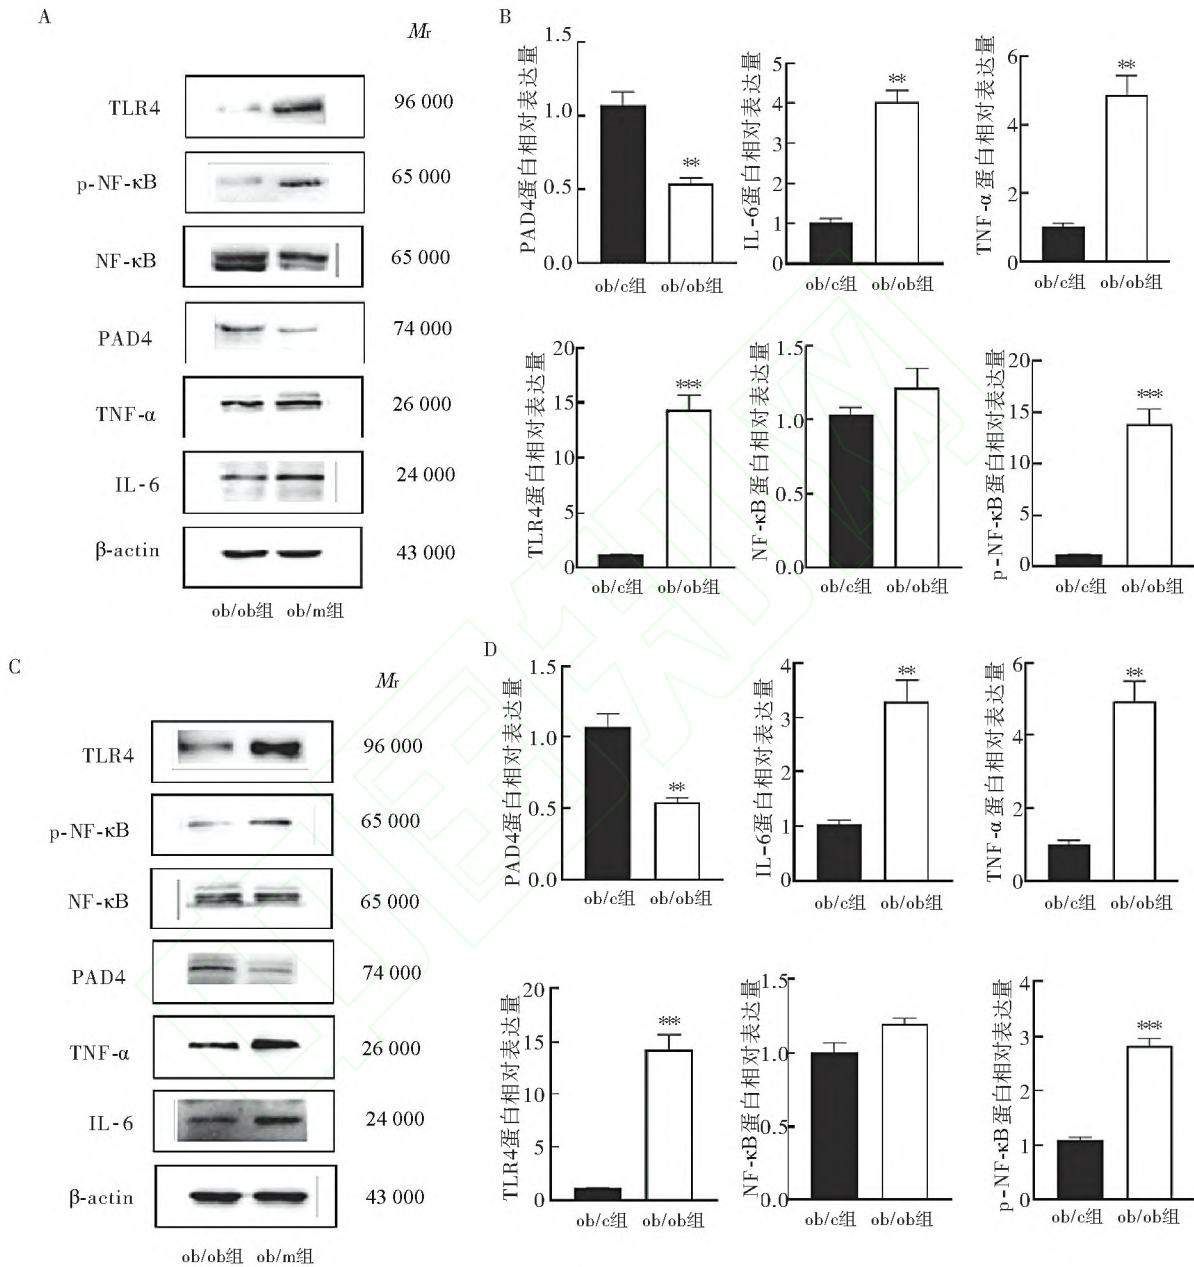 A
Mr
TLR4
96 000
p-NF-κB
65 000
NF-κB
65 000
PAD4
74 000
TNF-α
26 000
IL-6
24 000
β-actin
43 000
ob/ob组 ob/m组
B
PAD4蛋白相对表达量
1.5
1.0
0.5
0.0
**
ob/c组 ob/ob组
IL-6蛋白相对表达量
5
4
3
2
1
0
**
ob/c组 ob/ob组
TNF-α蛋白相对表达量
6
4
2
0
**
ob/c组 ob/ob组
TLR4蛋白相对表达量
20
15
10
5
0
***
ob/c组 ob/ob组
NF-κB蛋白相对表达量
1.5
1.0
0.5
0.0
ob/c组 ob/ob组
p-NF-κB蛋白相对表达量
20
15
10
5
0
***
ob/c组 ob/ob组
C
Mr
TLR4
96 000
p-NF-κB
65 000
NF-κB
65 000
PAD4
74 000
TNF-α
26 000
IL-6
24 000
β-actin
43 000
ob/ob组 ob/m组
D
PAD4蛋白相对表达量
1.5
1.0
0.5
0.0
**
ob/c组 ob/ob组
IL-6蛋白相对表达量
4
3
2
1
0
**
ob/c组 ob/ob组
TNF-α蛋白相对表达量
6
4
2
0
**
ob/c组 ob/ob组
TLR4蛋白相对表达量
20
15
10
5
0
***
ob/c组 ob/ob组
NF-κB蛋白相对表达量
1.5
1.0
0.5
0.0
ob/c组 ob/ob组
p-NF-κB蛋白相对表达量
4
3
2
1
0
***
ob/c组 ob/ob组
中国知网